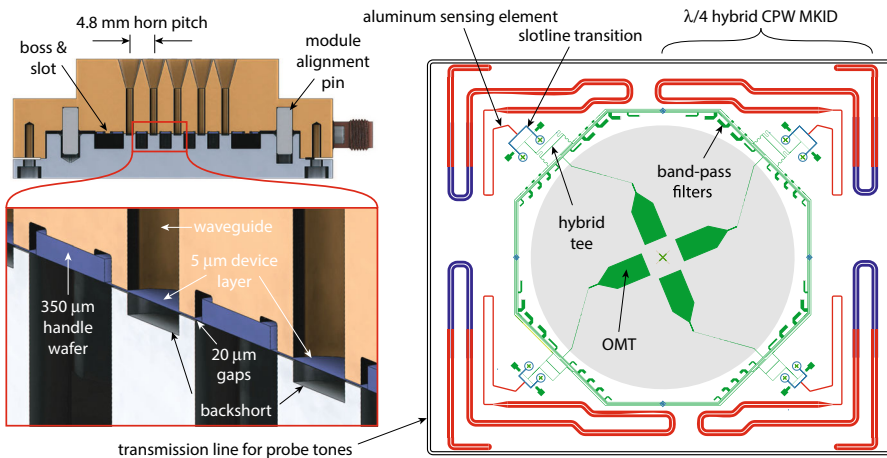 4.8 mm horn pitch
boss &
slot
module
alignment
pin
waveguide
5 μm device
layer
350 μm
handle
wafer
20 μm
gaps
backshort
transmission line for probe tones
aluminum sensing element
slotline transition
λ/4 hybrid CPW MKID
band-pass
filters
hybrid
tee
OMT